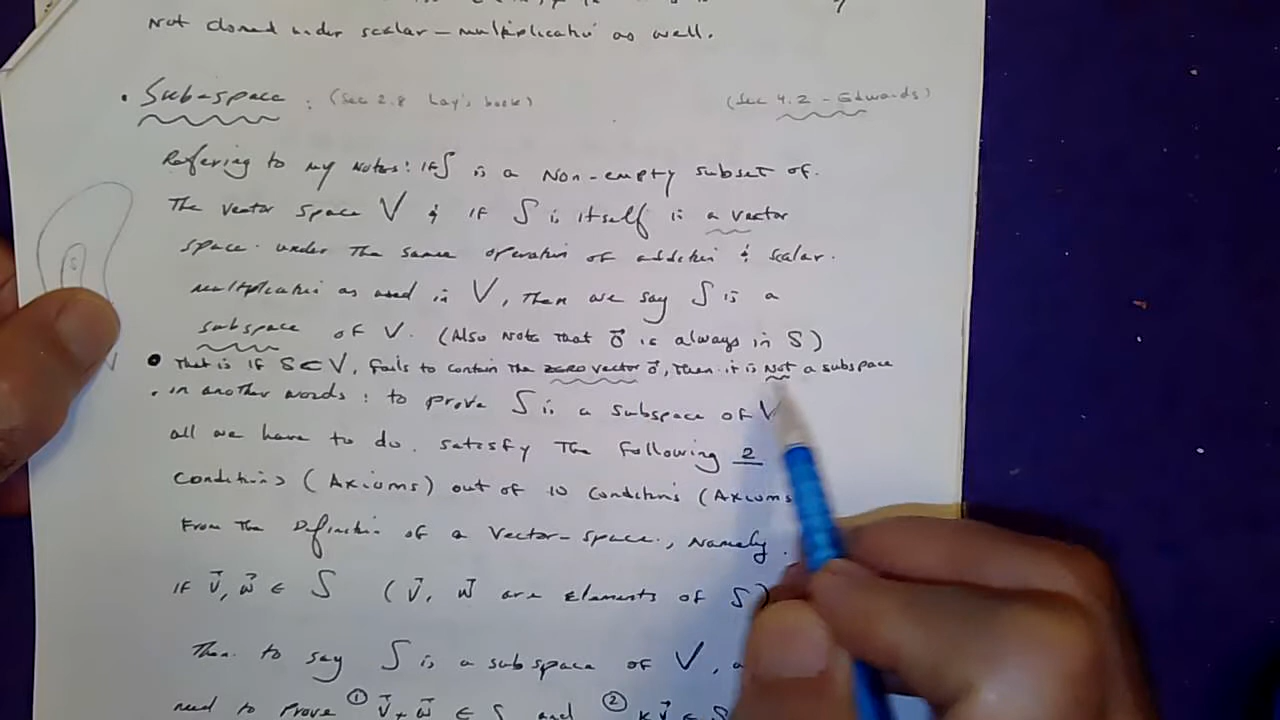 Not closed under scalar-multiplication as well.
• Sub-space : (Sec 2.8 Lay's book) (Sec 4.2 - Edwards)
Refering to my Notes: If S is a Non-empty subset of
The vector space V & if S is itself is a vector
space under the same operation of addition & scalar
multiplication as used in V, then we say S is a
subspace of V. (Also Note that 0⃗ is always in S)
• That is if S⊂V, fails to contain the zero vector 0⃗, then it is Not a subspace
• in another words : to prove S is a subspace of V
all we have to do satisfy the following 2
Conditions (Axioms) out of 10 conditions (Axioms
From the Definition of a Vector-space, Namely
if v⃗, w⃗ ∈ S (v⃗, w⃗ are Elements of S)
Then to say S is a subspace of V,
need to prove ① v⃗ + w⃗ ∈ S and ② kv⃗ ∈ S
S
V